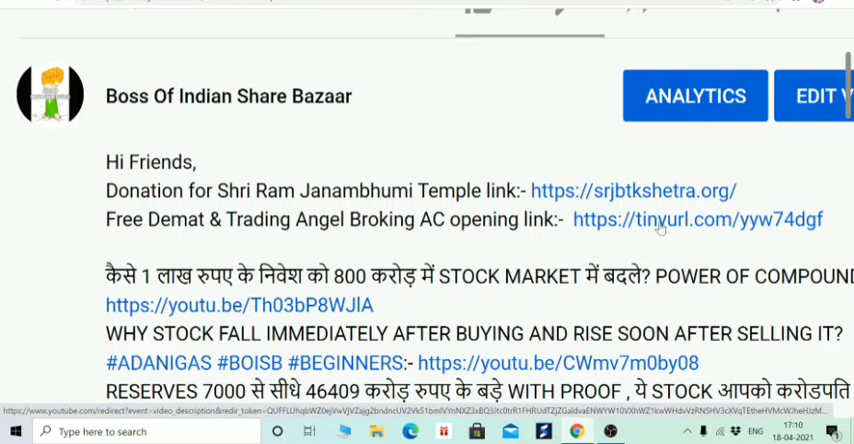 Boss Of Indian Share Bazaar
ANALYTICS
EDIT V
Hi Friends,
Donation for Shri Ram Janambhumi Temple link:- https://srjbtkshetra.org/
Free Demat & Trading Angel Broking AC opening link:- https://tinyurl.com/yyw74dgf
कैसे 1 लाख रुपए के निवेश को 800 करोड़ में STOCK MARKET में बदले? POWER OF COMPOUND
https://youtu.be/Th03bP8WJlA
WHY STOCK FALL IMMEDIATELY AFTER BUYING AND RISE SOON AFTER SELLING IT?
#ADANIGAS #BOISB #BEGINNERS:- https://youtu.be/CWmv7m0by08
RESERVES 7000 से सीधे 46409 करोड़ रुपए के बड़े WITH PROOF , ये STOCK आपको करोडपति
Type here to search
ENG
17:10
18-04-2021